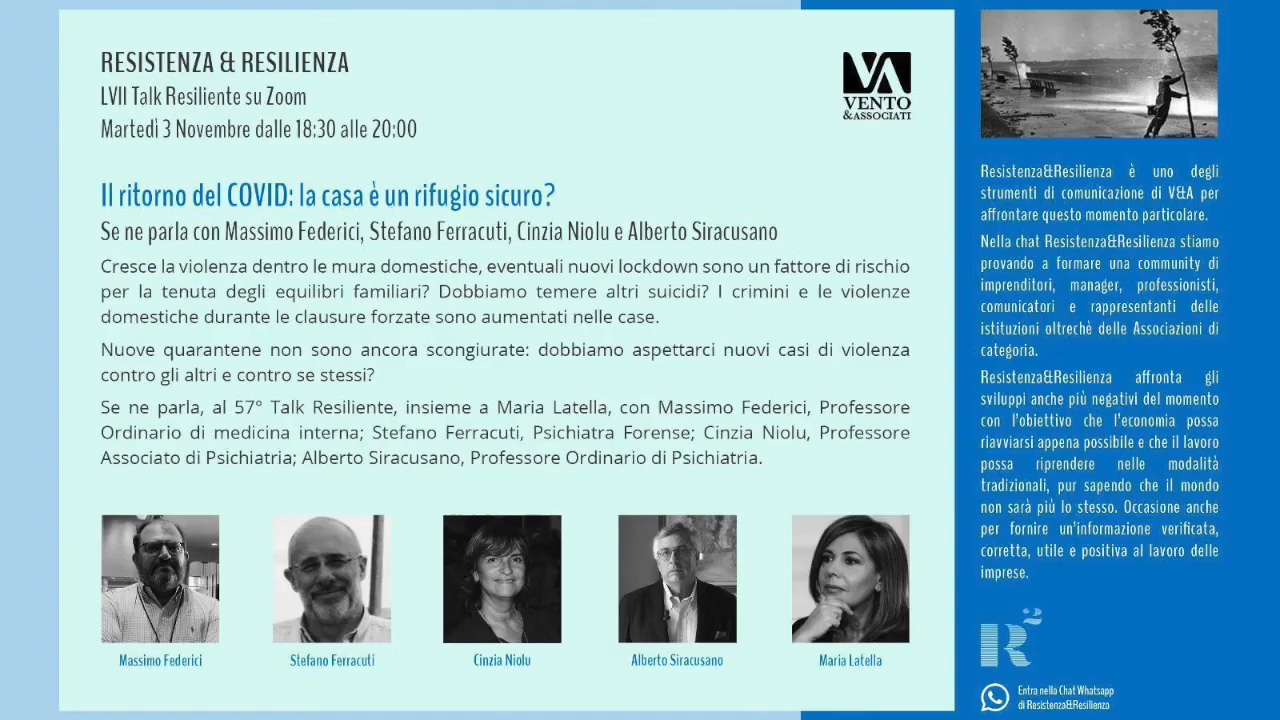 RESISTENZA & RESILIENZA
LVII Talk Resiliente su Zoom
Martedì 3 Novembre dalle 18:30 alle 20:00
VA
VENTO
&ASSOCIATI
Il ritorno del COVID: la casa è un rifugio sicuro?
Se ne parla con Massimo Federici, Stefano Ferracuti, Cinzia Niolu e Alberto Siracusano
Cresce la violenza dentro le mura domestiche, eventuali nuovi lockdown sono un fattore di rischio
per la tenuta degli equilibri familiari? Dobbiamo temere altri suicidi? I crimini e le violenze
domestiche durante le clausure forzate sono aumentati nelle case.
Nuove quarantene non sono ancora scongiurate: dobbiamo aspettarci nuovi casi di violenza
contro gli altri e contro se stessi?
Se ne parla, al 57° Talk Resiliente, insieme a Maria Latella, con Massimo Federici, Professore
Ordinario di medicina interna; Stefano Ferracuti, Psichiatra Forense; Cinzia Niolu, Professore
Associato di Psichiatria; Alberto Siracusano, Professore Ordinario di Psichiatria.
Massimo Federici
Stefano Ferracuti
Cinzia Niolu
Alberto Siracusano
Maria Latella
Resistenza&Resilienza è uno degli
strumenti di comunicazione di V&A per
affrontare questo momento particolare.
Nella chat Resistenza&Resilienza stiamo
provando a formare una community di
imprenditori, manager, professionisti,
comunicatori e rappresentanti delle
istituzioni oltrechè delle Associazioni di
categoria.
Resistenza&Resilienza affronta gli
sviluppi anche più negativi del momento
con l'obiettivo che l'economia possa
riavviarsi appena possibile e che il lavoro
possa riprendere nelle modalità
tradizionali, pur sapendo che il mondo
non sarà più lo stesso. Occasione anche
per fornire un'informazione verificata,
corretta, utile e positiva al lavoro delle
imprese.
R²
Entra nella Chat Whatsapp
di Resistenza&Resilienza